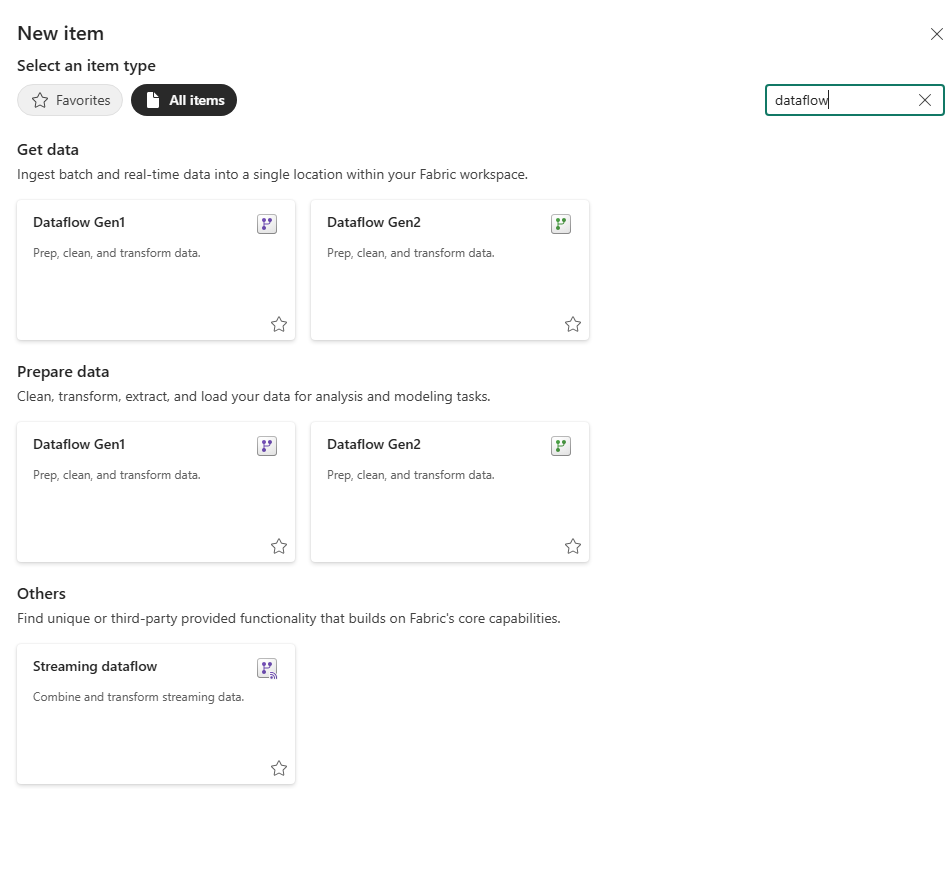 New item
Select an item type
Favorites
All items
dataflow
Get data
Ingest batch and real-time data into a single location within your Fabric workspace.
Dataflow Gen1
Prep, clean, and transform data.
Dataflow Gen2
Prep, clean, and transform data.
Prepare data
Clean, transform, extract, and load your data for analysis and modeling tasks.
Dataflow Gen1
Prep, clean, and transform data.
Dataflow Gen2
Prep, clean, and transform data.
Others
Find unique or third-party provided functionality that builds on Fabric's core capabilities.
Streaming dataflow
Combine and transform streaming data.